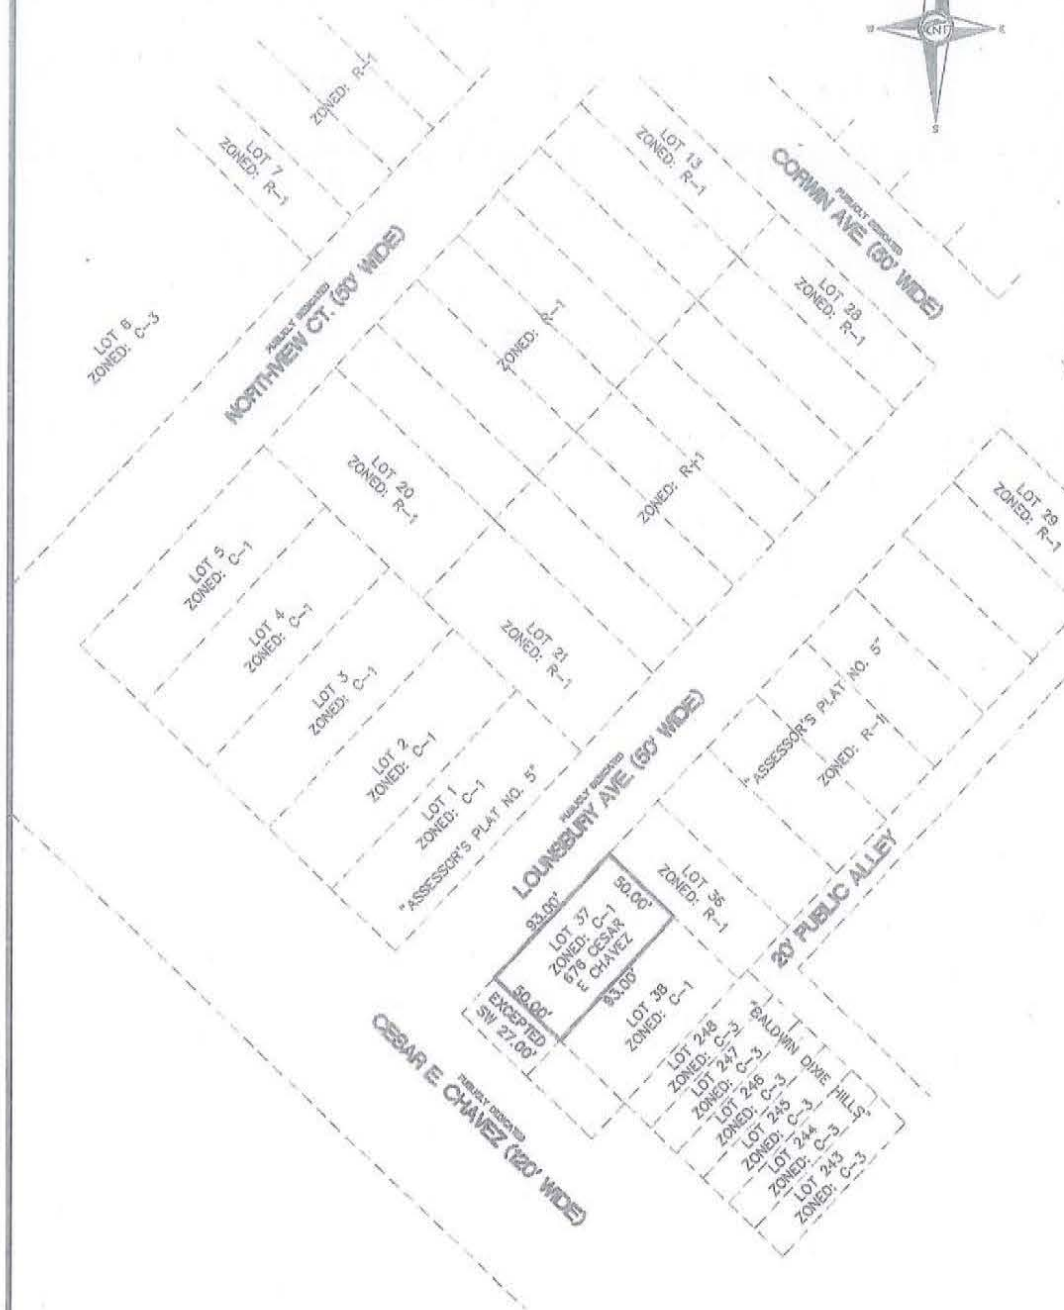 W
KNT
E
S
ZONED: R-1
LOT 7
ZONED: R-1
LOT 13
ZONED: R-1
PUBLICLY DEDICATED
CORWIN AVE (50' WIDE)
LOT 6
ZONED: C-3
PUBLICLY DEDICATED
NORTHVIEW CT. (50' WIDE)
ZONED: R-1
LOT 28
ZONED: R-1
LOT 20
ZONED: R-1
ZONED: R-1
LOT 29
ZONED: R-1
LOT 5
ZONED: C-1
LOT 4
ZONED: C-1
LOT 3
ZONED: C-1
LOT 2
ZONED: C-1
LOT 1
ZONED: C-1
"ASSESSOR'S PLAT NO. 5"
LOT 21
ZONED: R-1
PUBLICLY DEDICATED
LOUNSBURY AVE (50' WIDE)
"ASSESSOR'S PLAT NO. 5"
ZONED: R-1
20' PUBLIC ALLEY
93.00'
50.00'
LOT 37
ZONED: C-1
676 CESAR
E CHAVEZ
93.00'
50.00'
EXCEPTED
SW 27.00'
LOT 36
ZONED: R-1
LOT 38
ZONED: C-1
PUBLICLY DEDICATED
CESAR E. CHAVEZ (120' WIDE)
LOT 248
ZONED: C-3
LOT 247
ZONED: C-3
LOT 246
ZONED: C-3
LOT 245
ZONED: C-3
LOT 244
ZONED: C-3
LOT 243
ZONED: C-3
"BALDWIN DIXIE HILLS"